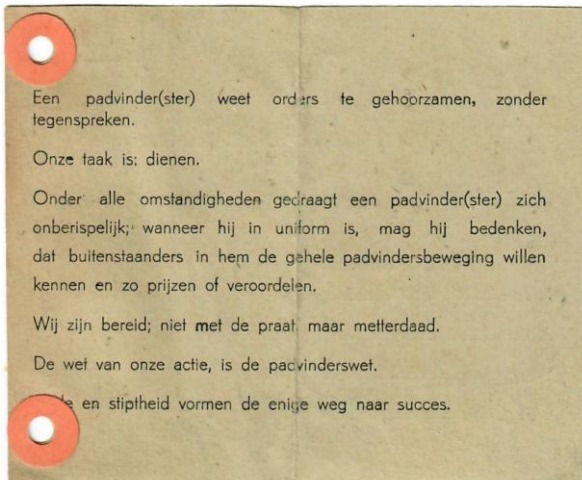 Een padvinder(ster) weet orders te gehoorzamen, zonder
tegenspreken.
Onze taak is: dienen.
Onder alle omstandigheden gedraagt een padvinder(ster) zich
onberispelijk; wanneer hij in uniform is, mag hij bedenken,
dat buitenstaanders in hem de gehele padvindersbeweging willen
kennen en zo prijzen of veroordelen.
Wij zijn bereid; niet met de praat maar metterdaad.
De wet van onze actie, is de padvinderswet.
en stiptheid vormen de enige weg naar succes.